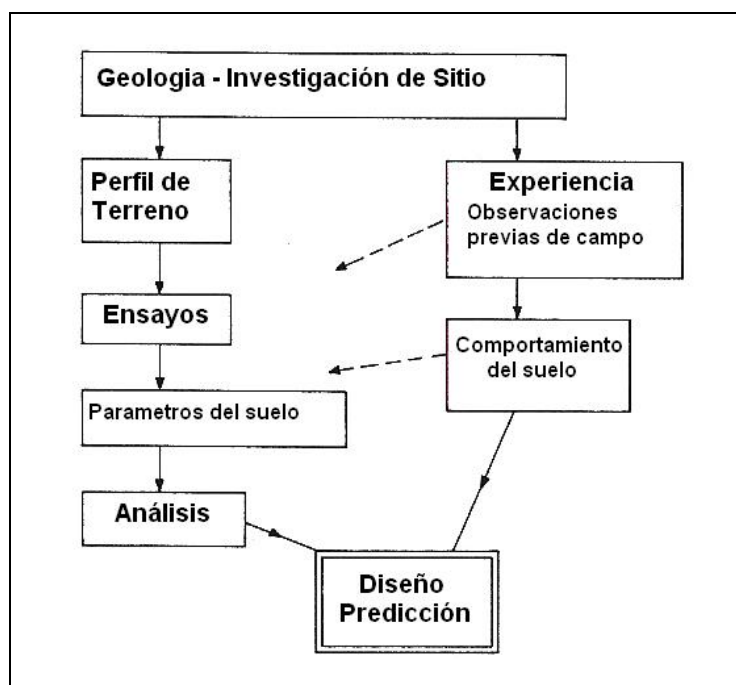 Geologia - Investigación de Sitio
Perfil de
Terreno
Experiencia
Observaciones
previas de campo
Ensayos
Comportamiento
del suelo
Parametros del suelo
Análisis
Diseño
Predicción